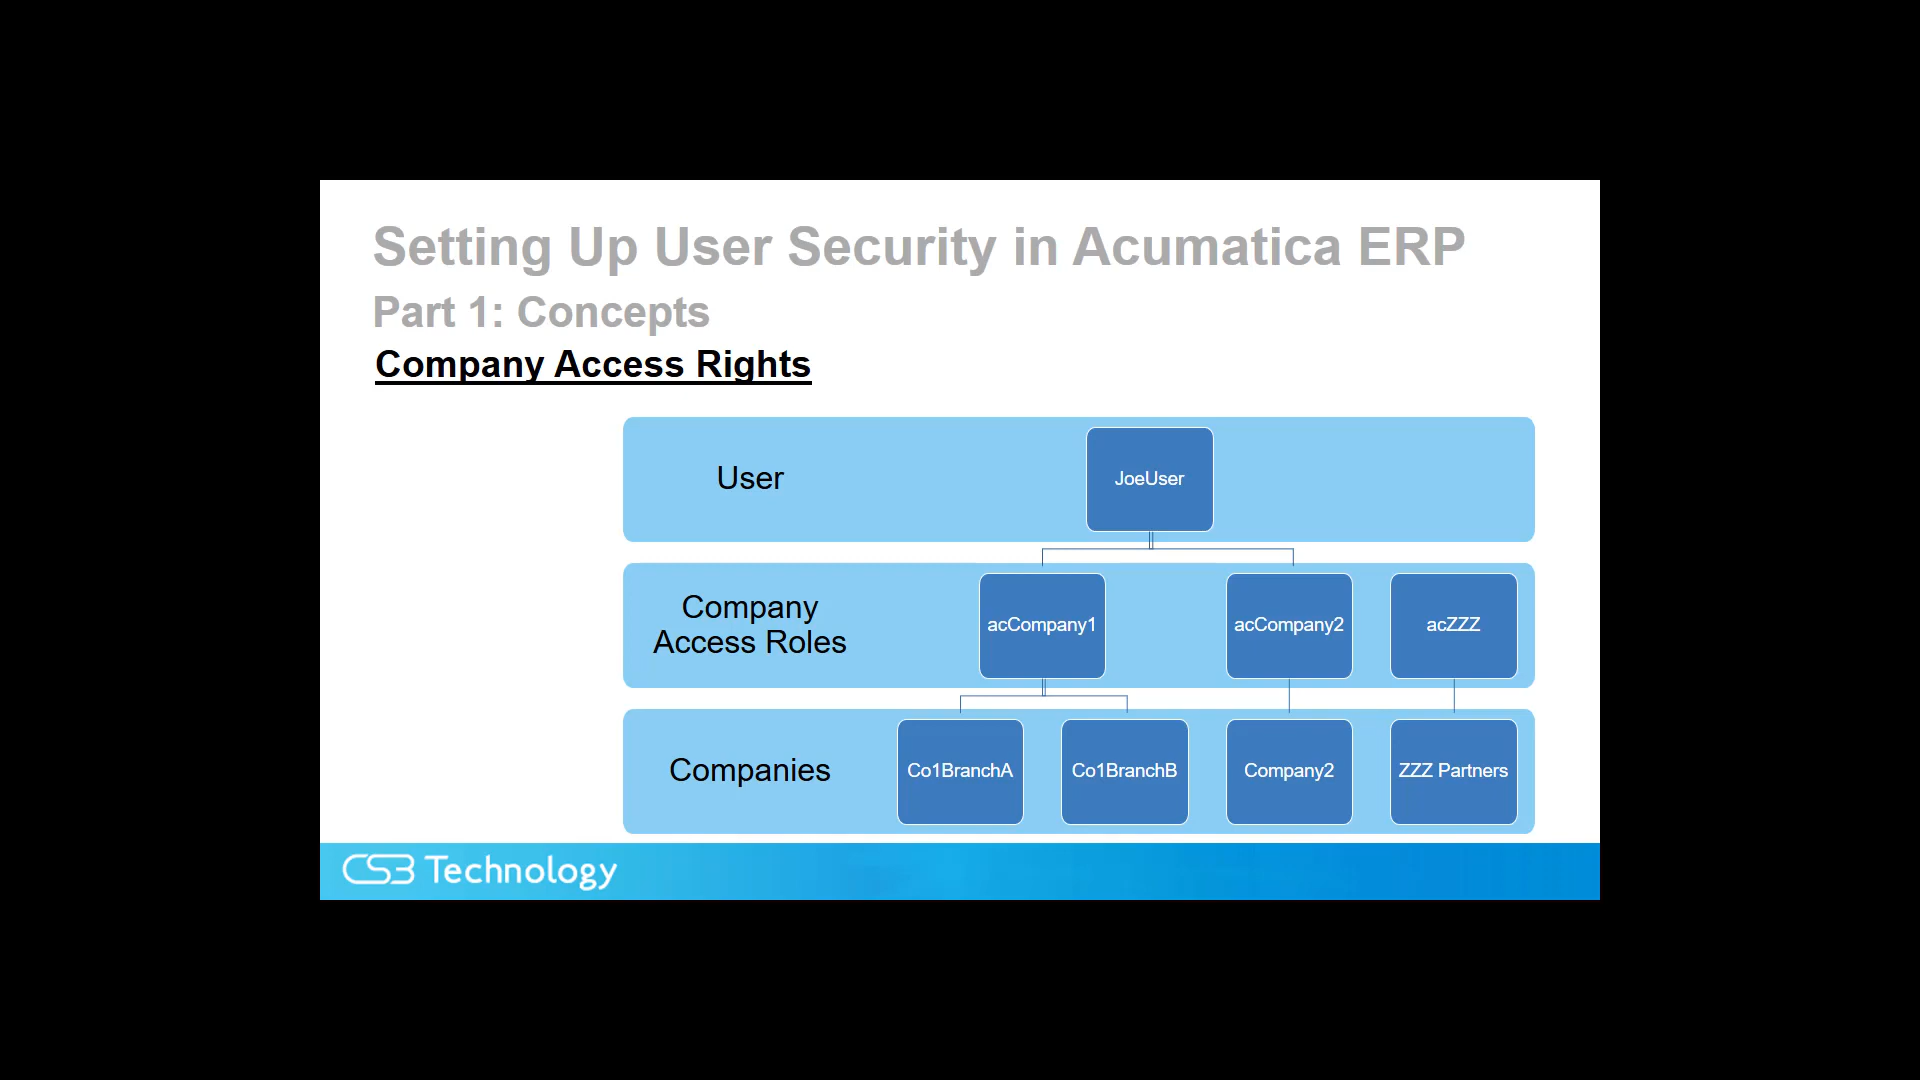 Setting Up User Security in Acumatica ERP
Part 1: Concepts
Company Access Rights
User
JoeUser
Company
Access Roles
acCompany1
acCompany2
acZZZ
Companies
Co1BranchA
Co1BranchB
Company2
ZZZ Partners
CS3 Technology